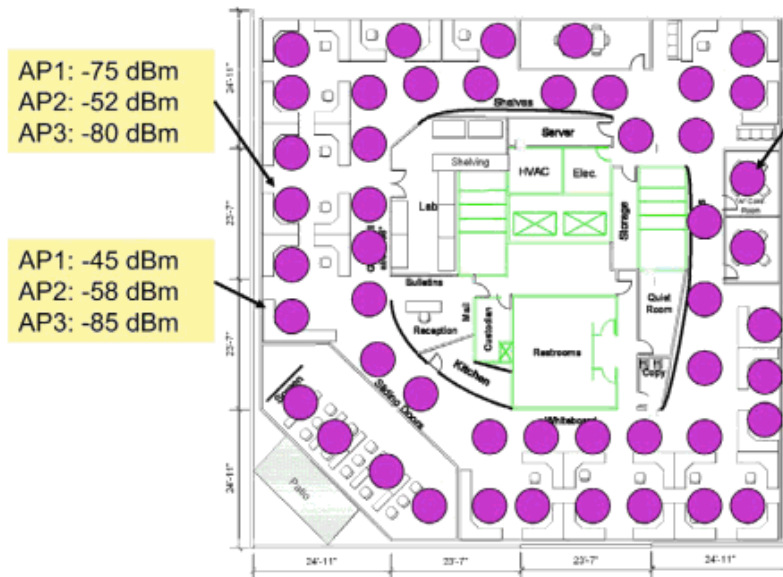 AP1: -75 dBm
AP2: -52 dBm
AP3: -80 dBm
AP1: -45 dBm
AP2: -58 dBm
AP3: -85 dBm
24'-11"
23'-7"
23'-7"
24'-11"
Shelves
Server
Shelving
HVAC
Elec.
Lab
Storage
Room
Bulletins
Mail
Reception
Custodian
Quiet
Room
Restrooms
Copy
Kitchen
Sliding Doors
Whiteboard
Patio
24'-11"
23'-7"
23'-7"
24'-11"